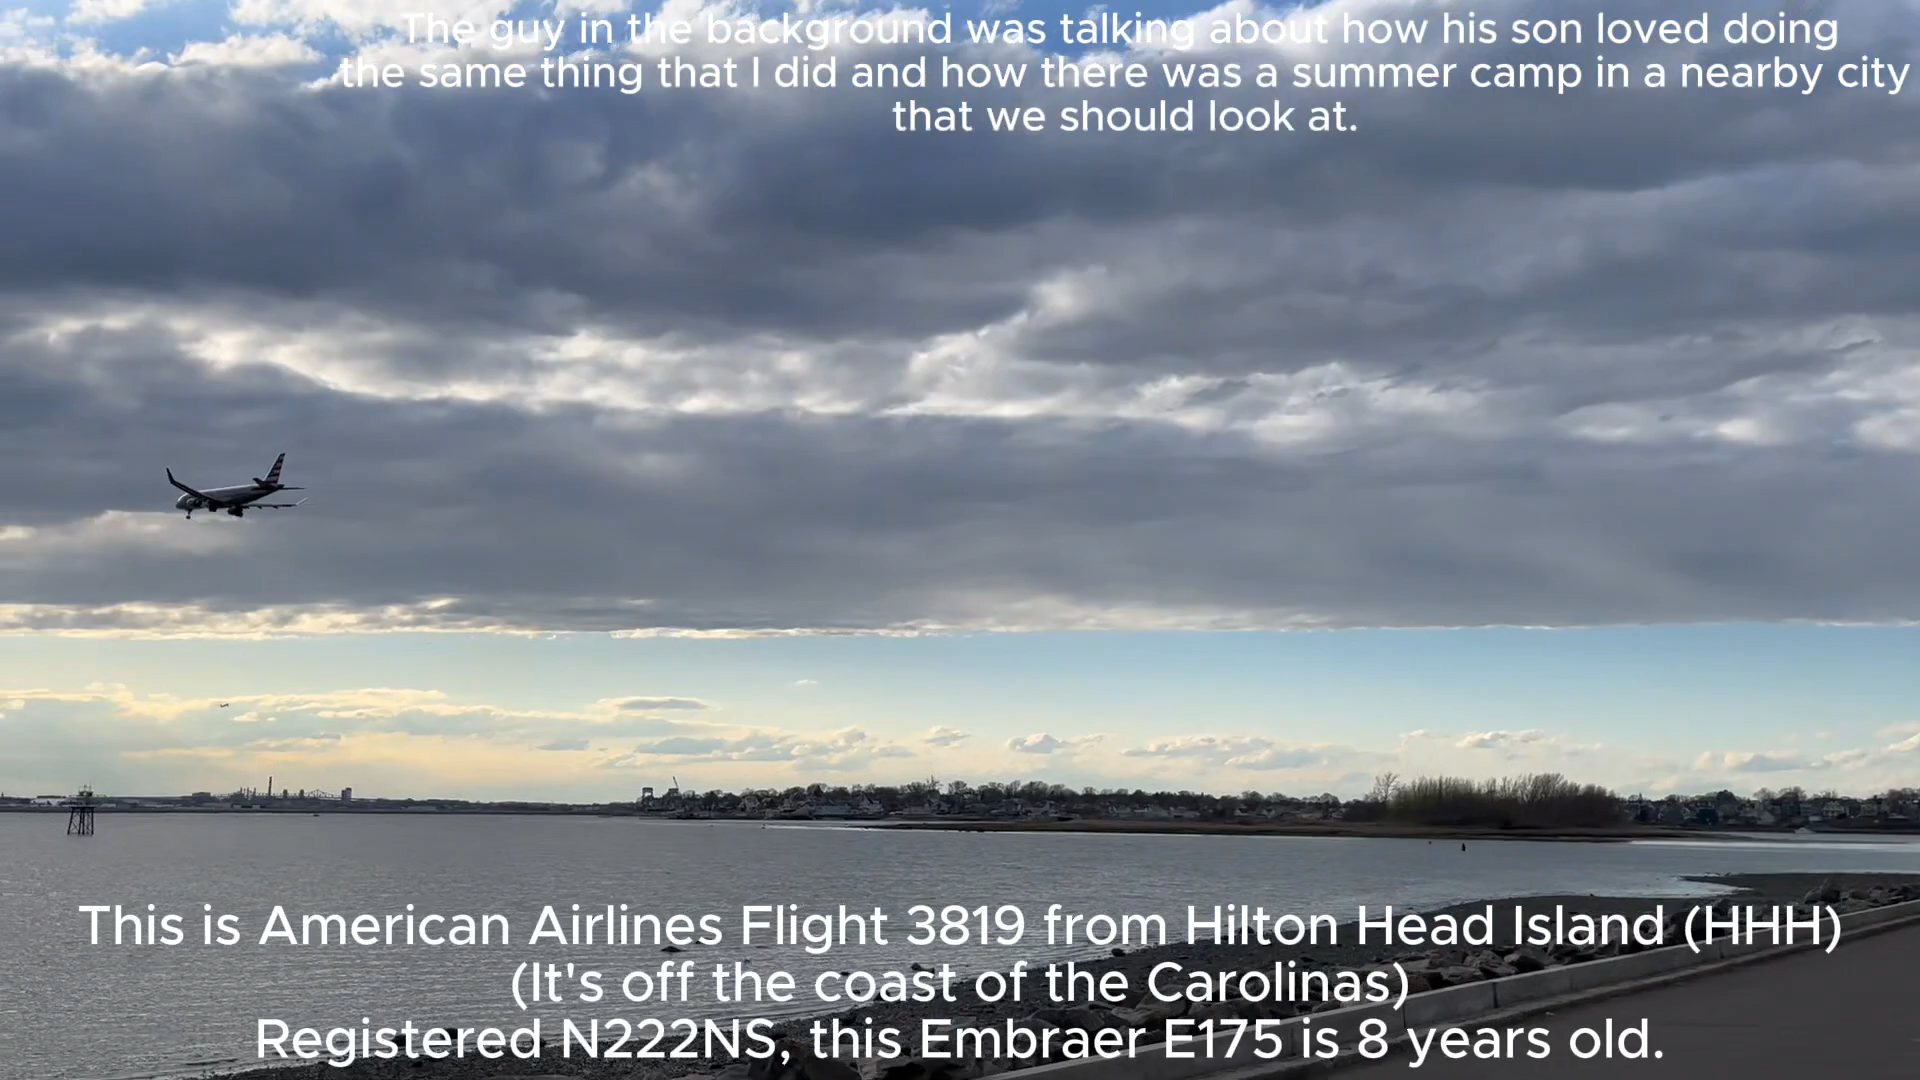 The guy in the background was talking about how his son loved doing
the same thing that I did and how there was a summer camp in a nearby city
that we should look at.
This is American Airlines Flight 3819 from Hilton Head Island (HHH)
(It's off the coast of the Carolinas)
Registered N222NS, this Embraer E175 is 8 years old.